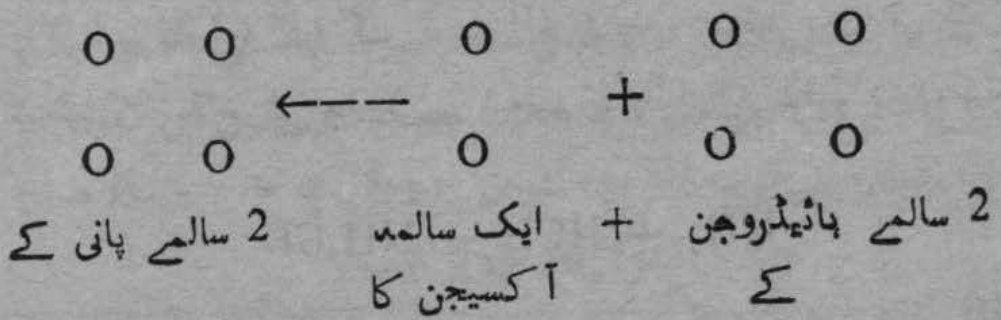 O O + O O O
←−−−
O O O O O
2 سالمے ہائیڈروجن + ایک سالمہ 2 سالمے پانی کے
کے آکسیجن کا